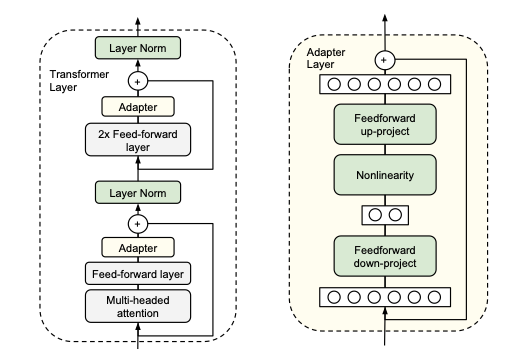 Layer Norm
Transformer
Layer
+
Adapter
2x Feed-forward
layer
Layer Norm
+
Adapter
Feed-forward layer
Multi-headed
attention
Adapter
Layer
+
Feedforward
up-project
Nonlinearity
Feedforward
down-project